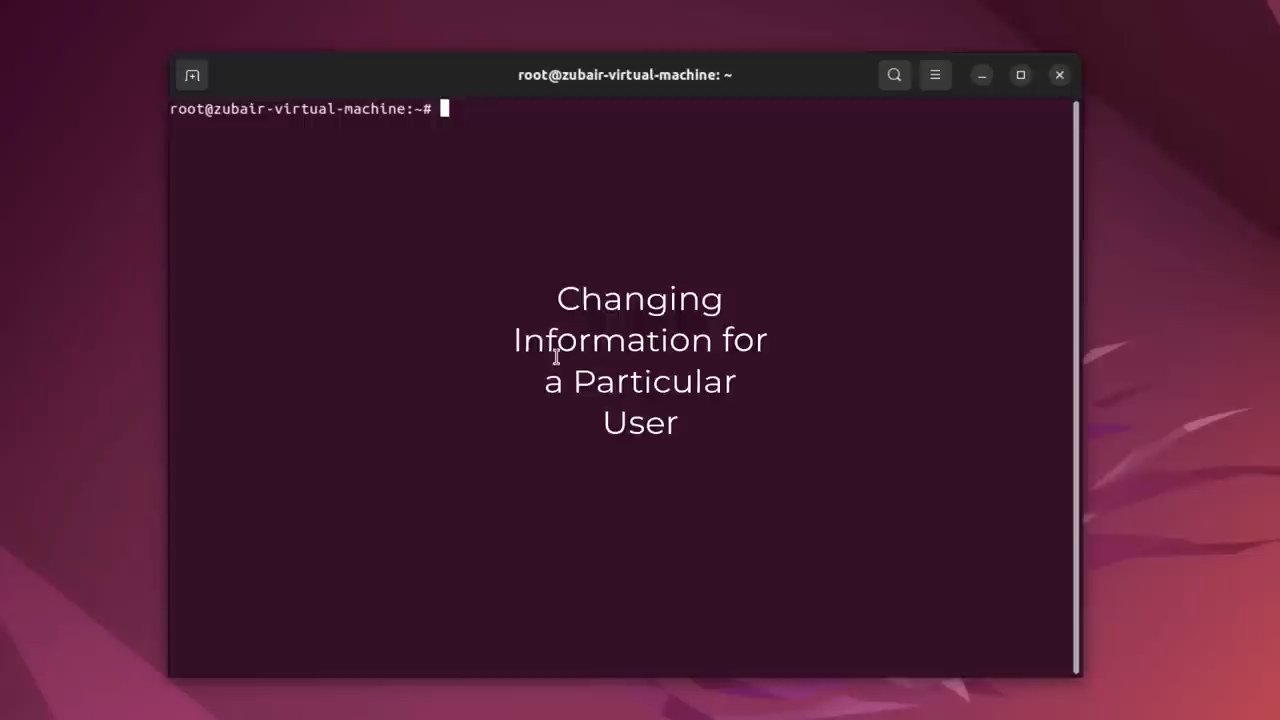 root@zubair-virtual-machine: ~
root@zubair-virtual-machine:~#
Changing
Information for
a Particular
User